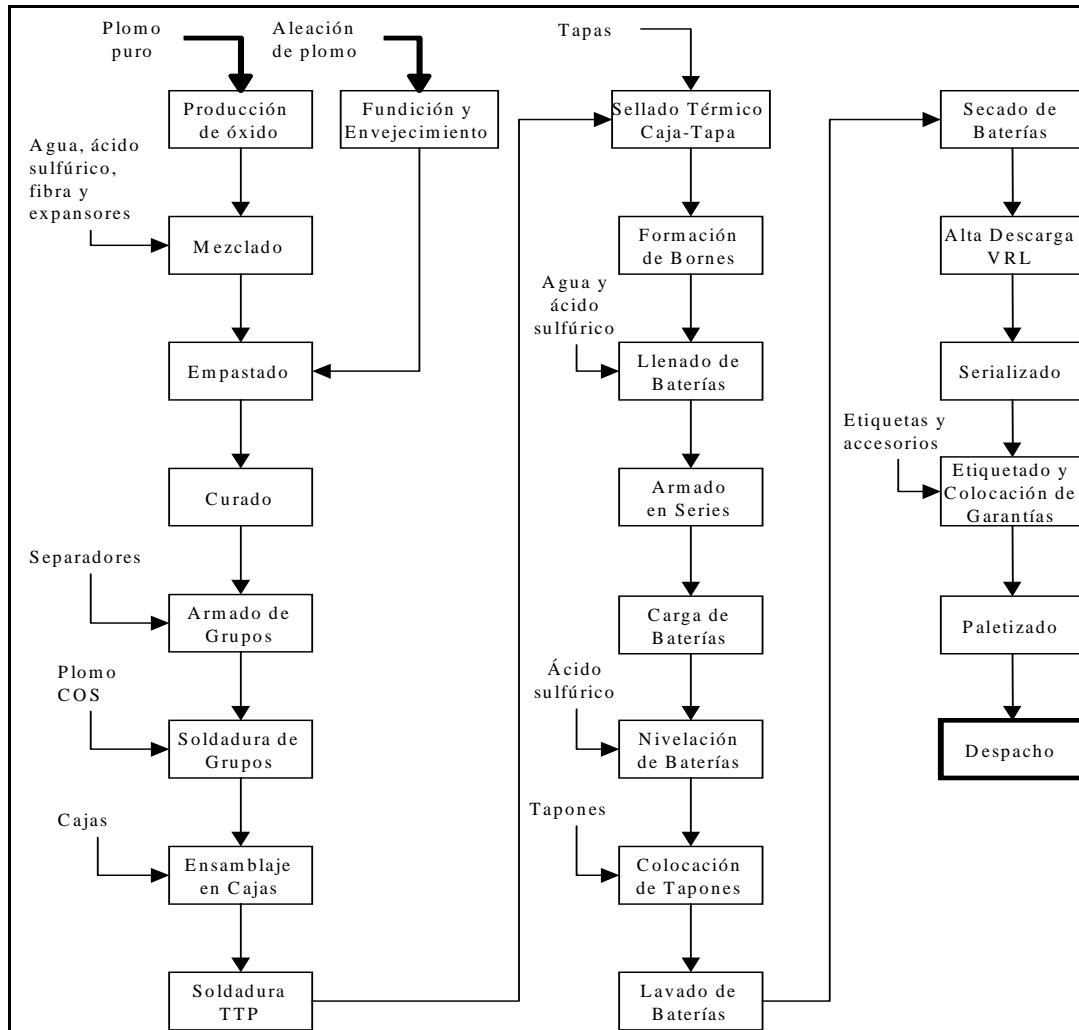 Plomo
puro
Aleación
de plomo
Producción
de óxido
Fundición y
Envejecimiento
Agua, ácido
sulfúrico,
fibra y
expansores
Mezclado
Empastado
Curado
Separadores
Armado de
Grupos
Plomo
COS
Soldadura de
Grupos
Cajas
Ensamblaje
en Cajas
Soldadura
TTP
Tapas
Sellado Térmico
Caja-Tapa
Formación
de Bornes
Agua y
ácido
sulfúrico
Llenado de
Baterías
Armado
en Series
Carga de
Baterías
Ácido
sulfúrico
Nivelación
de Baterías
Tapones
Colocación
de Tapones
Lavado de
Baterías
Secado de
Baterías
Alta Descarga
VRL
Serializado
Etiquetas y
accesorios
Etiquetado y
Colocación de
Garantías
Paletizado
Despacho